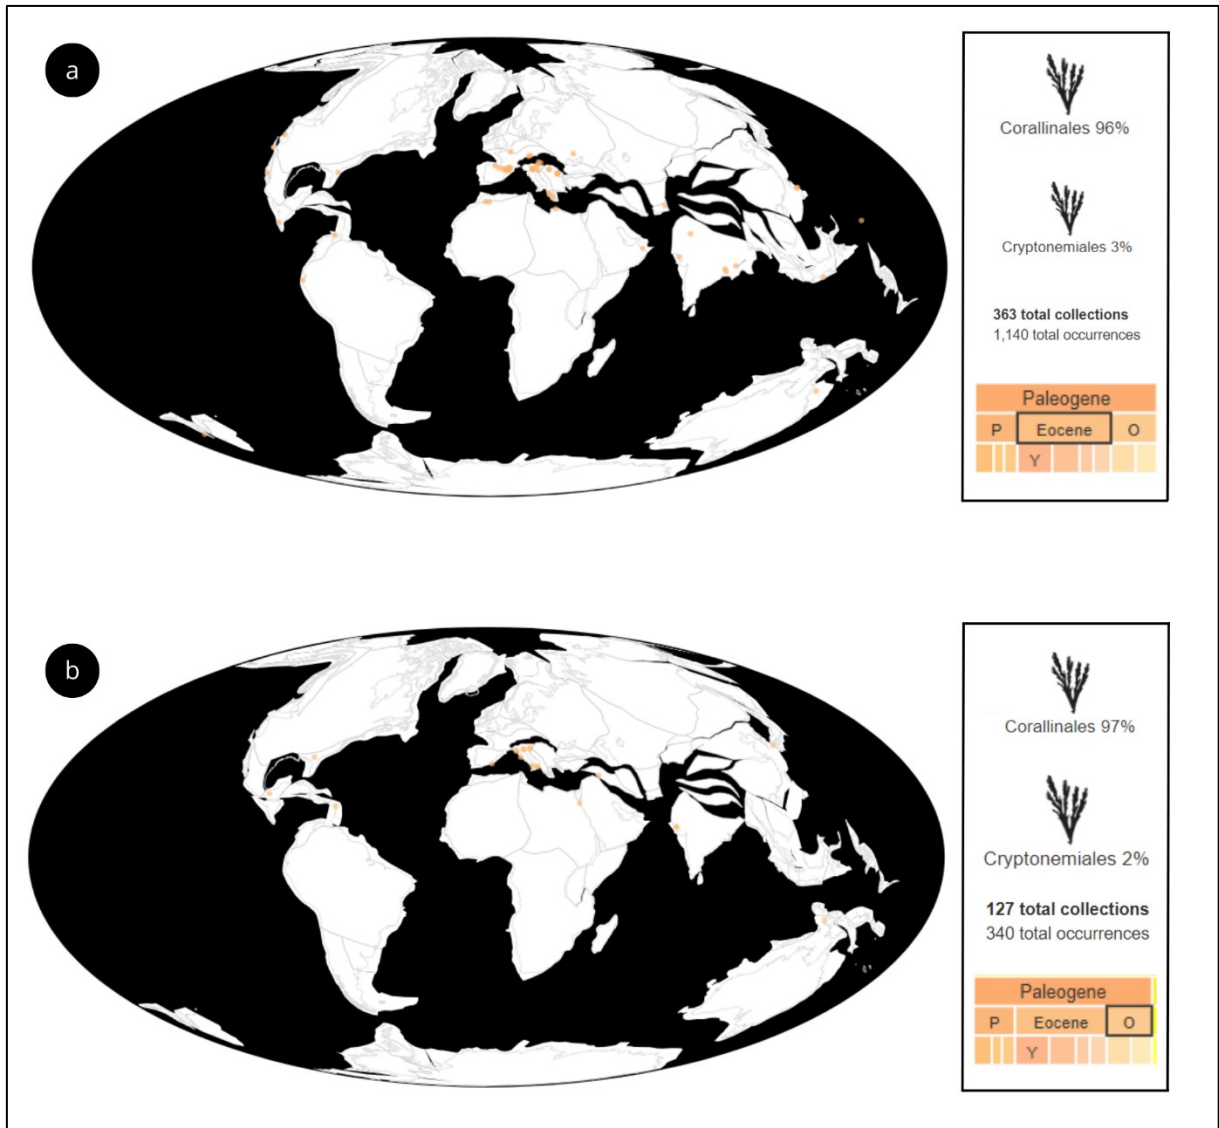 a
Corallinales 96%
Cryptonemiales 3%
363 total collections
1,140 total occurrences
Paleogene
P Eocene O
Y
b
Corallinales 97%
Cryptonemiales 2%
127 total collections
340 total occurrences
Paleogene
P Eocene O
Y